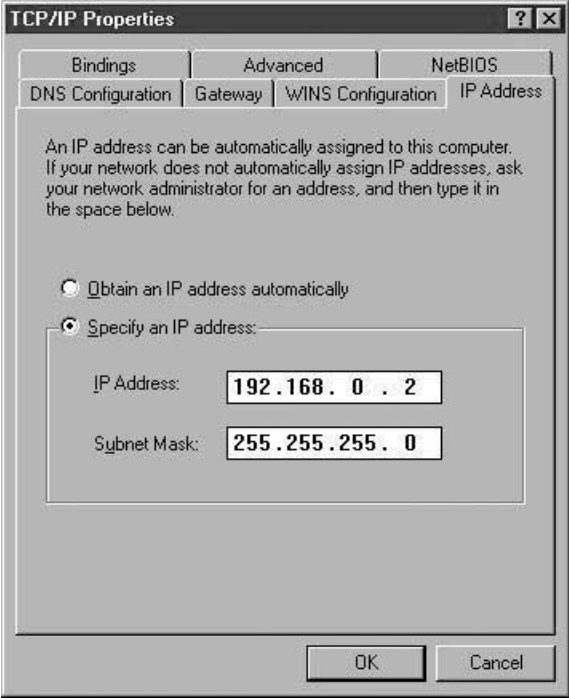 TCP/IP Properties ? X
Bindings Advanced NetBIOS
DNS Configuration Gateway WINS Configuration IP Address
An IP address can be automatically assigned to this computer.
If your network does not automatically assign IP addresses, ask
your network administrator for an address, and then type it in
the space below.
Obtain an IP address automatically
Specify an IP address:
IP Address: 192.168. 0 . 2
Subnet Mask: 255.255.255. 0
OK Cancel